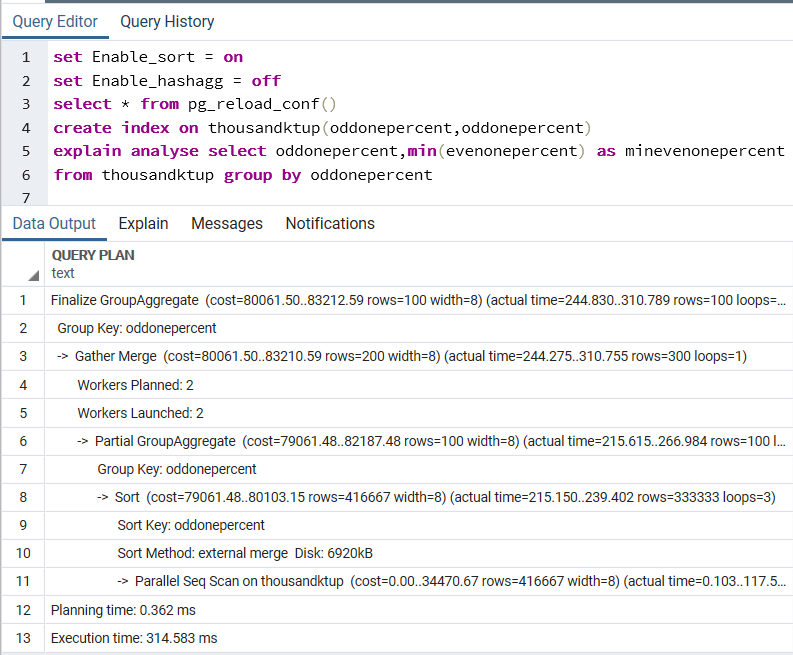 Query Editor Query History
1 set Enable_sort = on
2 set Enable_hashagg = off
3 select * from pg_reload_conf()
4 create index on thousandktup(oddonepercent,oddonepercent)
5 explain analyse select oddonepercent,min(evenonepercent) as minevenonepercent
6 from thousandktup group by oddonepercent
7
Data Output Explain Messages Notifications
QUERY PLAN
text
1 Finalize GroupAggregate (cost=80061.50..83212.59 rows=100 width=8) (actual time=244.830..310.789 rows=100 loops=...
2 Group Key: oddonepercent
3 -> Gather Merge (cost=80061.50..83210.59 rows=200 width=8) (actual time=244.275..310.755 rows=300 loops=1)
4 Workers Planned: 2
5 Workers Launched: 2
6 -> Partial GroupAggregate (cost=79061.48..82187.48 rows=100 width=8) (actual time=215.615..266.984 rows=100 l...
7 Group Key: oddonepercent
8 -> Sort (cost=79061.48..80103.15 rows=416667 width=8) (actual time=215.150..239.402 rows=333333 loops=3)
9 Sort Key: oddonepercent
10 Sort Method: external merge Disk: 6920kB
11 -> Parallel Seq Scan on thousandktup (cost=0.00..34470.67 rows=416667 width=8) (actual time=0.103..117.5...
12 Planning time: 0.362 ms
13 Execution time: 314.583 ms